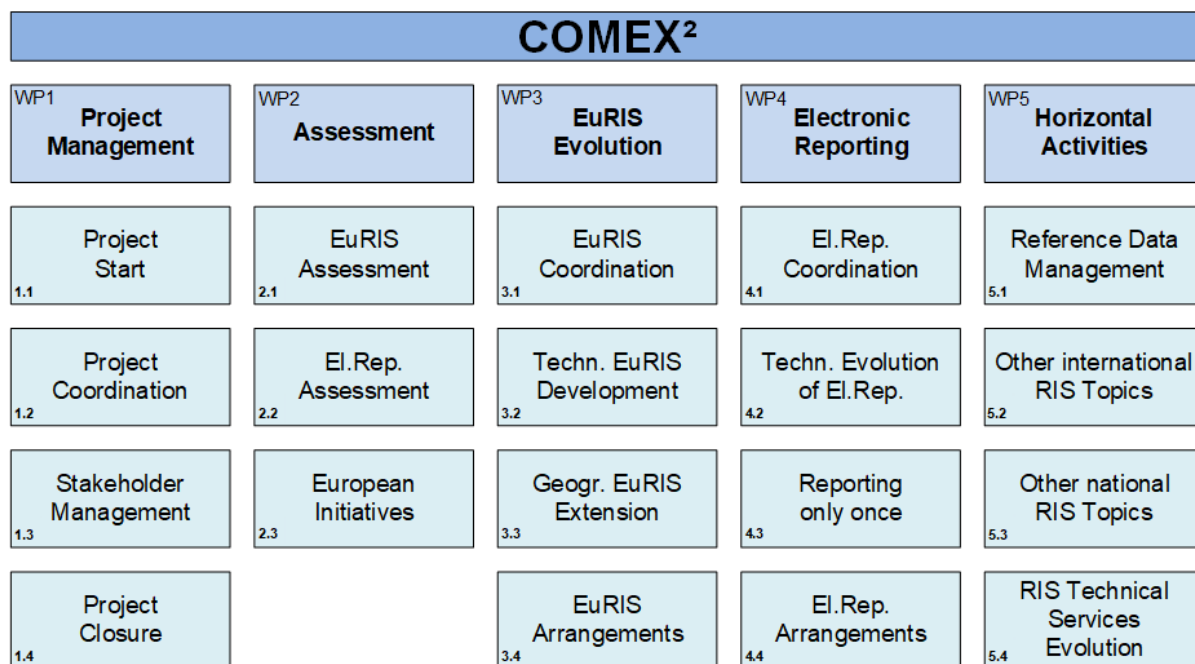 COMEX²
WP1
Project
Management
WP2
Assessment
WP3
EuRIS
Evolution
WP4
Electronic
Reporting
WP5
Horizontal
Activities
Project
Start
1.1
EuRIS
Assessment
2.1
EuRIS
Coordination
3.1
El.Rep.
Coordination
4.1
Reference Data
Management
5.1
Project
Coordination
1.2
El.Rep.
Assessment
2.2
Techn. EuRIS
Development
3.2
Techn. Evolution
of El.Rep.
4.2
Other international
RIS Topics
5.2
Stakeholder
Management
1.3
European
Initiatives
2.3
Geogr. EuRIS
Extension
3.3
Reporting
only once
4.3
Other national
RIS Topics
5.3
Project
Closure
1.4
EuRIS
Arrangements
3.4
El.Rep.
Arrangements
4.4
RIS Technical
Services
Evolution
5.4